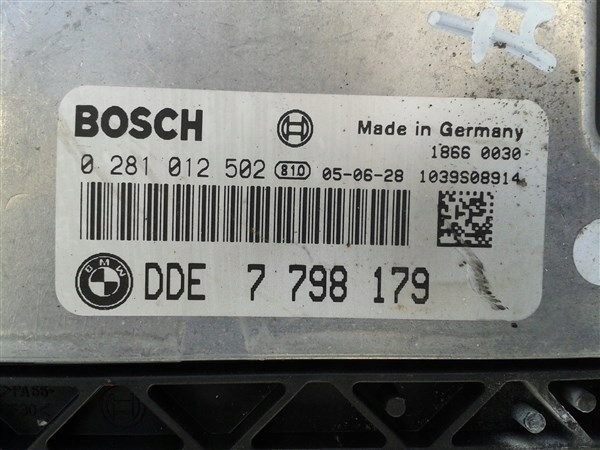 BOSCH
Made in Germany
1866 0030
0 281 012 502 810 05-06-28 1039S08914
BMW
DDE 7 798 179